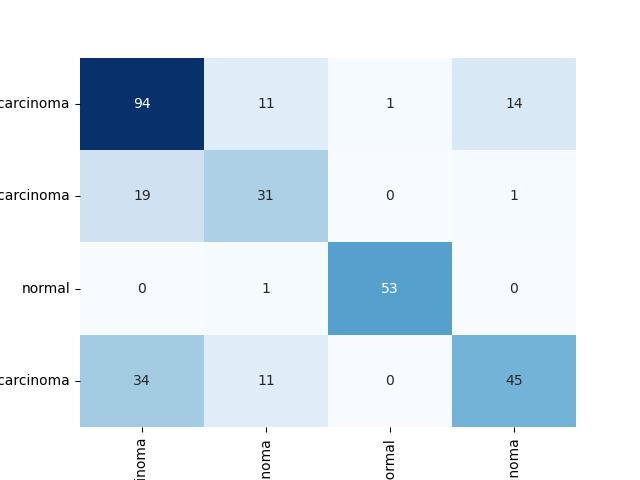 carcinoma 94 11 1 14
carcinoma 19 31 0 1
normal 0 1 53 0
carcinoma 34 11 0 45
inoma noma ormal noma